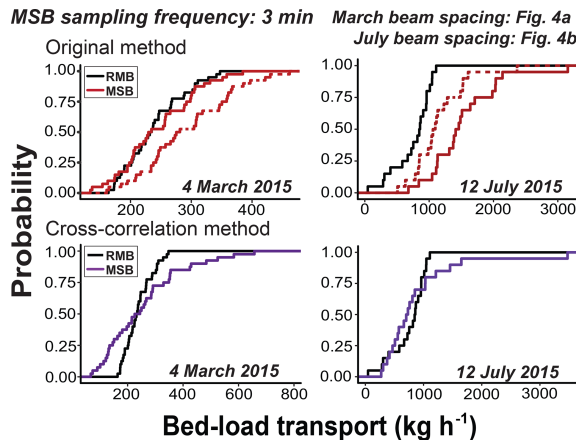 MSB sampling frequency: 3 min
March beam spacing: Fig. 4a
July beam spacing: Fig. 4b
Original method
Probability
1.00
0.75
0.50
0.25
0.00
RMB
MSB
4 March 2015
200
300
400
1.00
0.75
0.50
0.25
0.00
12 July 2015
0
1000
2000
3000
Cross-correlation method
1.00
0.75
0.50
0.25
0.00
RMB
MSB
4 March 2015
200
400
600
800
1.00
0.75
0.50
0.25
0.00
12 July 2015
0
1000
2000
3000
Bed-load transport (kg h⁻¹)